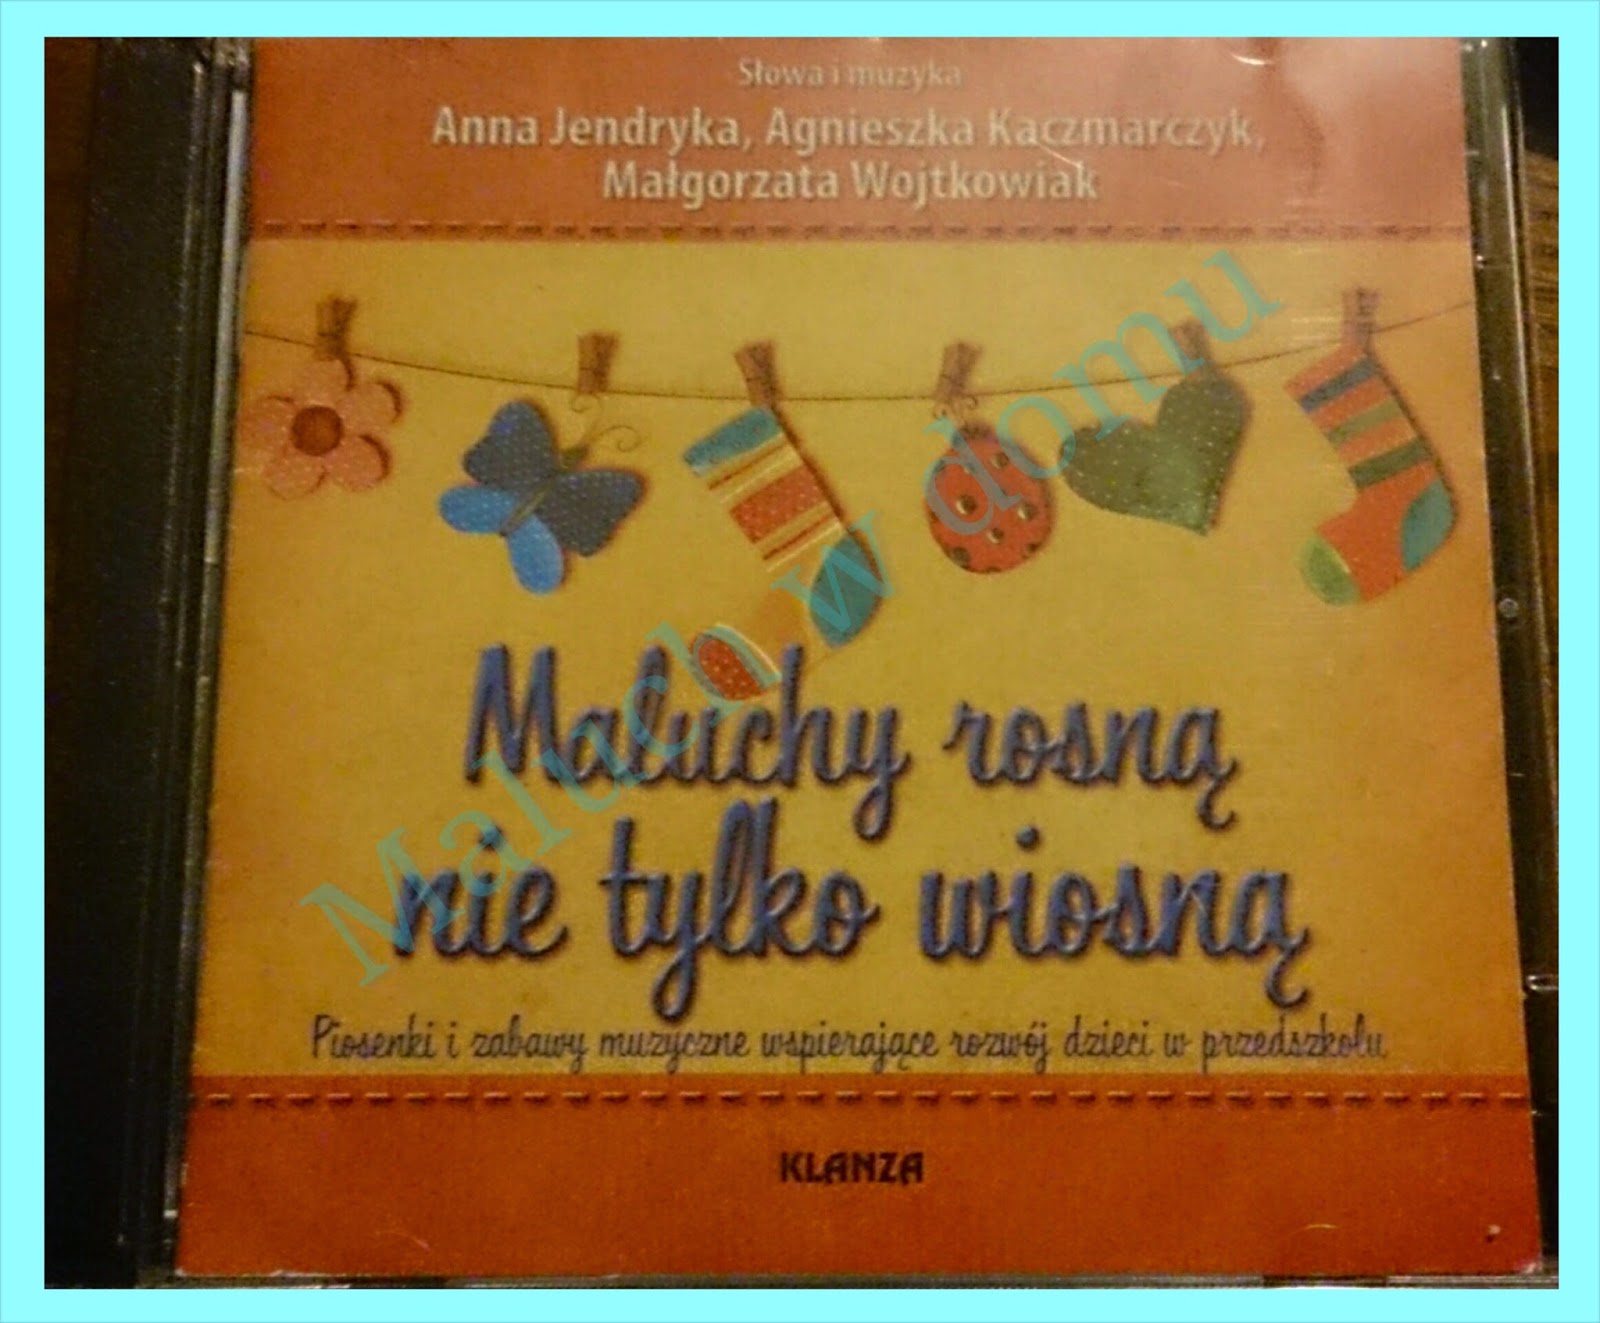 Słowa i muzyka
Anna Jendryka, Agnieszka Kaczmarczyk,
Małgorzata Wojtkowiak
Maluchy rosną
nie tylko wiosną
Piosenki i zabawy muzyczne wspierające rozwój dzieci w przedszkolu
KLANZA
Maluch w domu